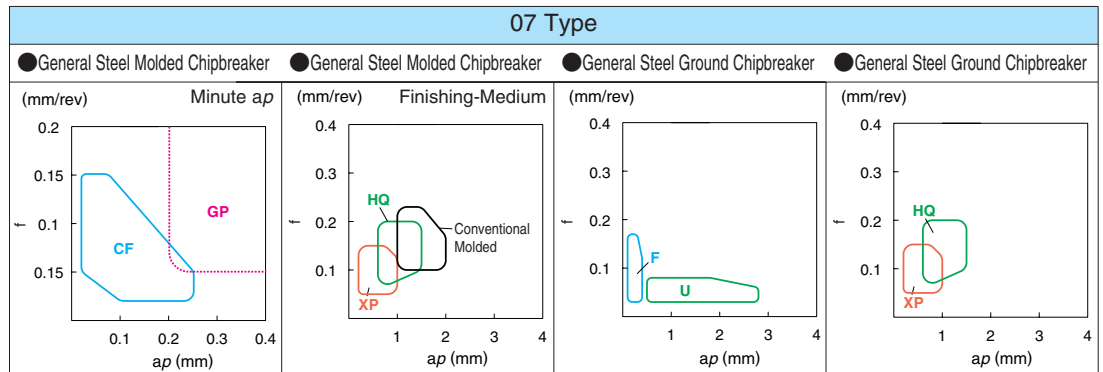 07 Type
●General Steel Molded Chipbreaker
●General Steel Molded Chipbreaker
●General Steel Ground Chipbreaker
●General Steel Ground Chipbreaker
(mm/rev) Minute ap
0.2
0.15
0.1
0.15
f
GP
CF
0.1 0.2 0.3 0.4
ap (mm)
(mm/rev) Finishing-Medium
0.4
0.3
0.2
0.1
f
HQ
Conventional
Molded
XP
1 2 3 4
ap (mm)
(mm/rev)
0.4
0.3
0.2
0.1
f
F
U
1 2 3 4
ap (mm)
(mm/rev)
0.4
0.3
0.2
0.1
f
HQ
XP
1 2 3 4
ap (mm)